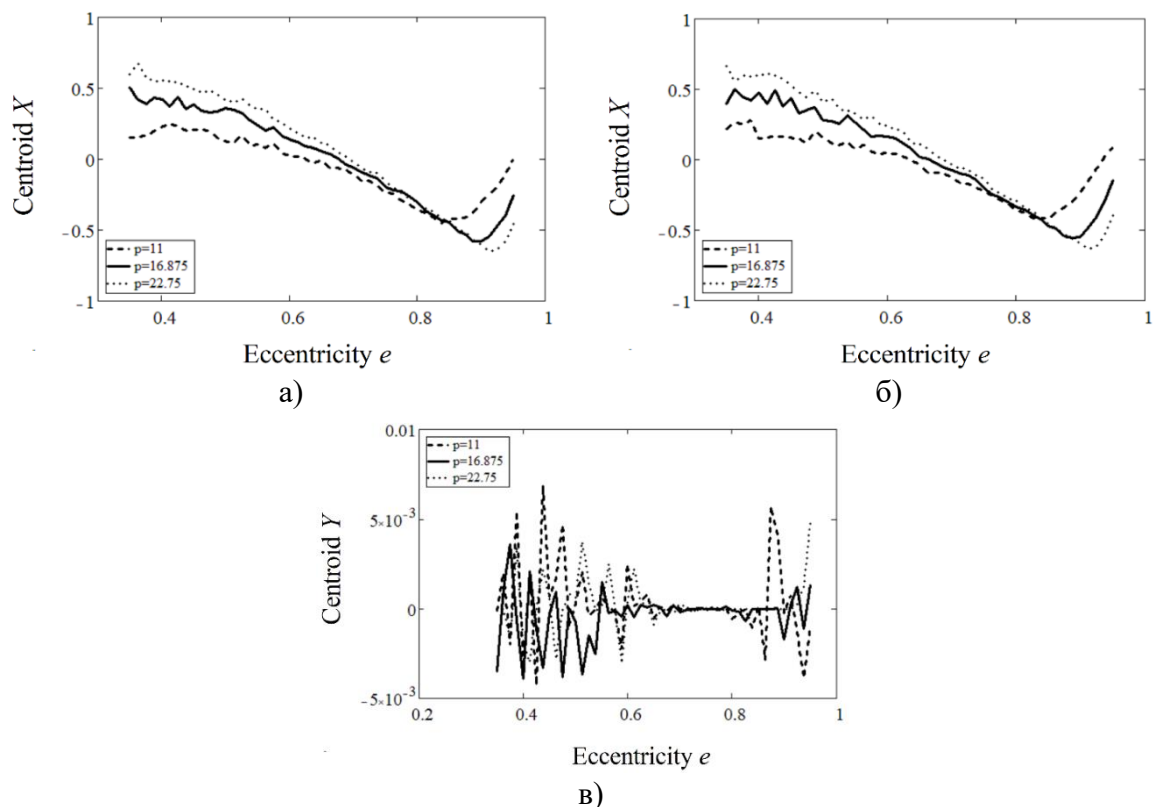 1
0.5
0
-0.5
-1
Centroid X
p=11
p=16.875
p=22.75
0.4
0.6
0.8
1
Eccentricity e
а)
1
0.5
0
-0.5
-1
Centroid X
p=11
p=16.875
p=22.75
0.4
0.6
0.8
1
Eccentricity e
б)
0.01
5×10⁻³
0
-5×10⁻³
Centroid Y
p=11
p=16.875
p=22.75
0.2
0.4
0.6
0.8
1
Eccentricity e
в)